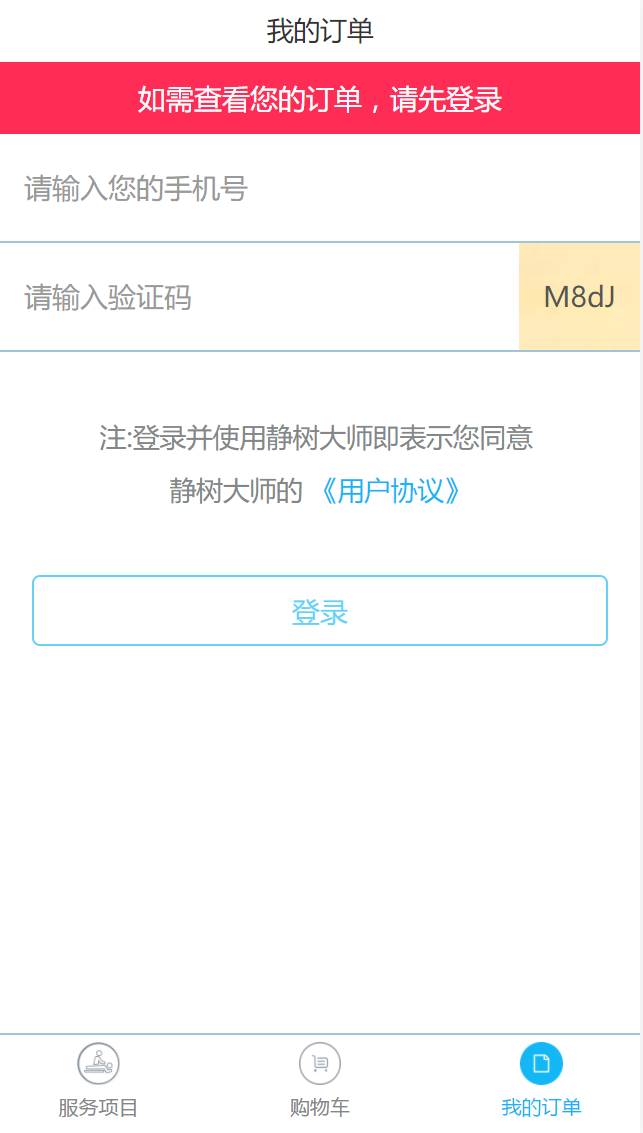 我的订单
如需查看您的订单，请先登录
请输入您的手机号
请输入验证码
M8dJ
注:登录并使用静树大师即表示您同意
静树大师的 《用户协议》
登录
服务项目
购物车
我的订单